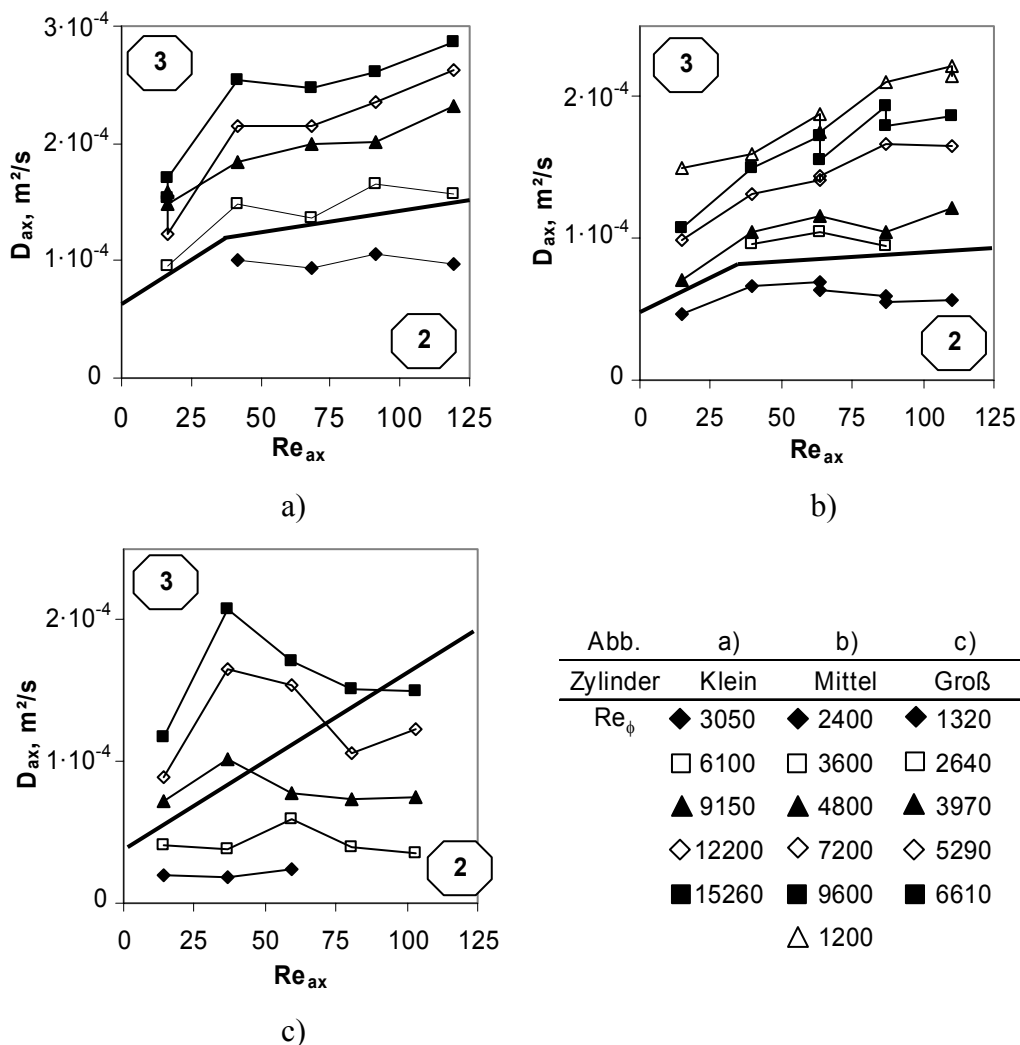 3·10⁻⁴
2·10⁻⁴
1·10⁻⁴
0
D_ax, m²/s
3
2
0 25 50 75 100 125
Re_ax
a)
2·10⁻⁴
1·10⁻⁴
0
D_ax, m²/s
3
2
0 25 50 75 100 125
Re_ax
b)
2·10⁻⁴
1·10⁻⁴
0
D_ax, m²/s
3
2
0 25 50 75 100 125
Re_ax
c)
Abb. a) b) c)
Zylinder Klein Mittel Groß
Re_ϕ 3050 2400 1320
6100 3600 2640
9150 4800 3970
12200 7200 5290
15260 9600 6610
1200